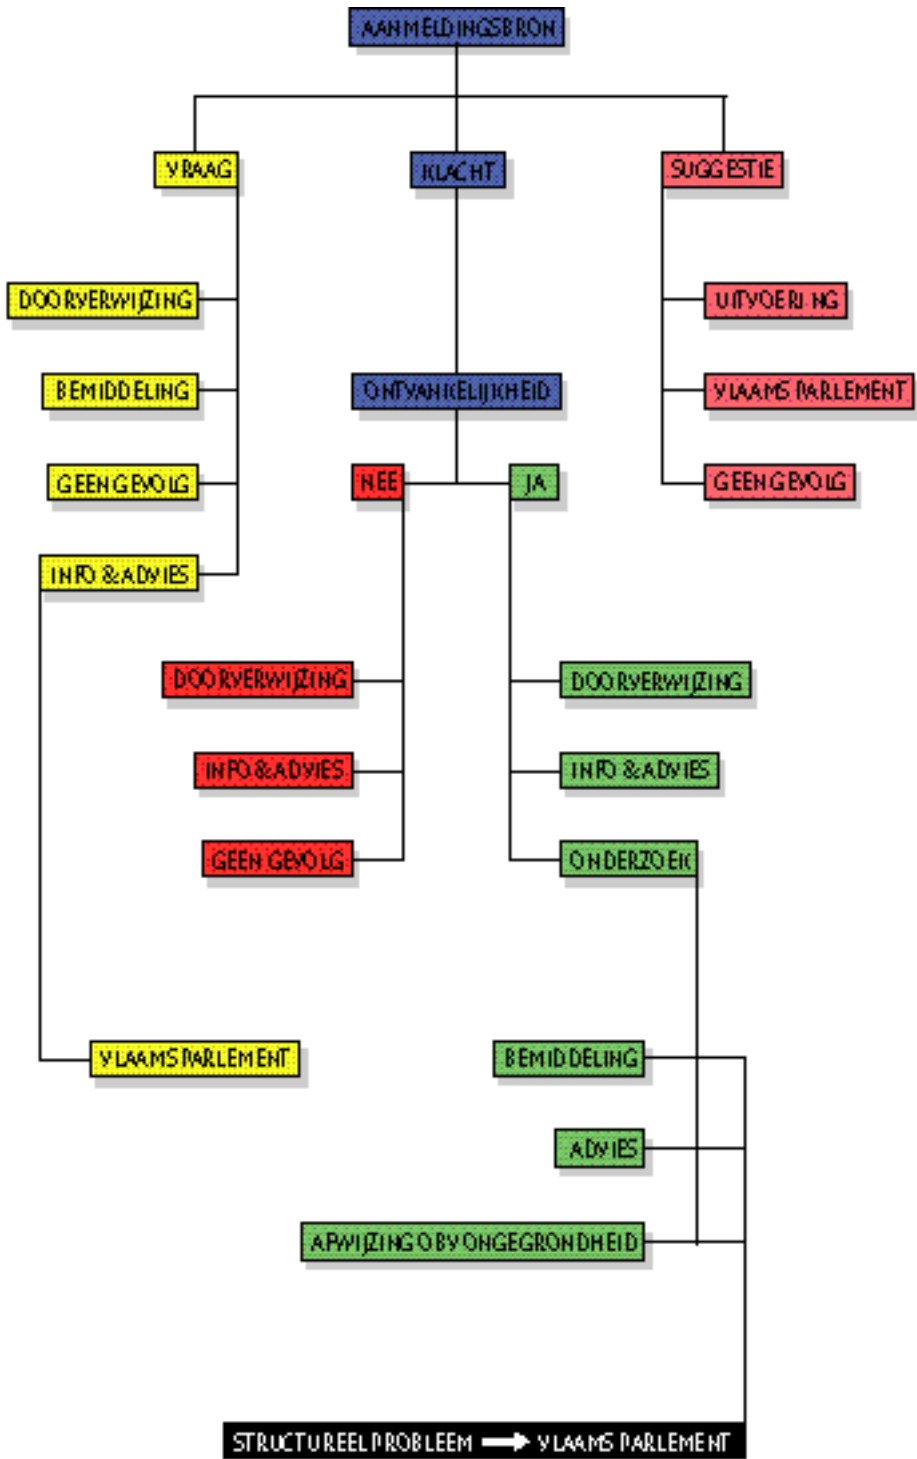 AANMELDINGSBRON
VRAAG
KLACHT
SUGGESTIE
DOORVERWIJZING
UITVOERING
BEMIDDELING
ONTVANKELIJKHEID
VLAAMS PARLEMENT
GEEN GEVOLG
NEE
JA
GEEN GEVOLG
INFO & ADVIES
DOORVERWIJZING
DOORVERWIJZING
INFO & ADVIES
INFO & ADVIES
GEEN GEVOLG
ONDERZOEK
VLAAMS PARLEMENT
BEMIDDELING
ADVIES
AFWIJZING OBV ONGEGRONDHEID
STRUCTUREEL PROBLEEM → VLAAMS PARLEMENT